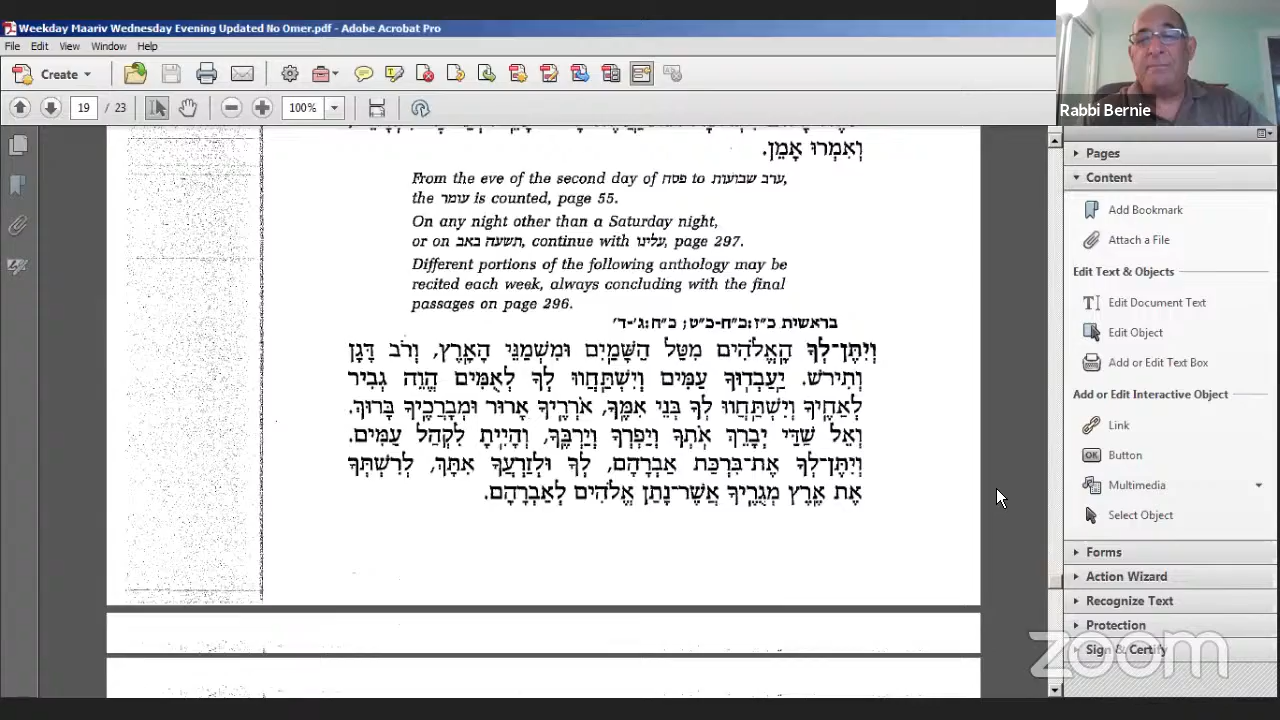 Weekday Maariv Wednesday Evening Updated No Omer.pdf - Adobe Acrobat Pro
File Edit View Window Help
Create
19 / 23 100%
Rabbi Bernie
וְאִמְרוּ אָמֵן.
From the eve of the second day of פסח to ערב שבועות,
the עומר is counted, page 55.
On any night other than a Saturday night,
or on תשעה באב, continue with עלינו, page 297.
Different portions of the following anthology may be
recited each week, always concluding with the final
passages on page 296.
בראשית כ״ז:כ״ח-כ״ט; כ״ח:ג׳-ד׳
וְיִתֶּן־לְךָ הָאֱלֹהִים מִטַּל הַשָּׁמַיִם וּמִשְׁמַנֵּי הָאָרֶץ, וְרֹב דָּגָן
וְתִירֹשׁ. יַעַבְדוּךָ עַמִּים וְיִשְׁתַּחֲווּ לְךָ לְאֻמִּים הֱוֵה גְבִיר
לְאַחֶיךָ וְיִשְׁתַּחֲווּ לְךָ בְּנֵי אִמֶּךָ, אֹרְרֶיךָ אָרוּר וּמְבָרְכֶיךָ בָּרוּךְ.
וְאֵל שַׁדַּי יְבָרֵךְ אֹתְךָ וְיַפְרְךָ וְיַרְבֶּךָ, וְהָיִיתָ לִקְהַל עַמִּים.
וְיִתֶּן־לְךָ אֶת־בִּרְכַּת אַבְרָהָם, לְךָ וּלְזַרְעֲךָ אִתָּךְ, לְרִשְׁתְּךָ
אֶת אֶרֶץ מְגֻרֶיךָ אֲשֶׁר־נָתַן אֱלֹהִים לְאַבְרָהָם.
Pages
Content
Add Bookmark
Attach a File
Edit Text & Objects
Edit Document Text
Edit Object
Add or Edit Text Box
Add or Edit Interactive Object
Link
OK Button
Multimedia
Select Object
Forms
Action Wizard
Recognize Text
Protection
Sign & Certify
zoom